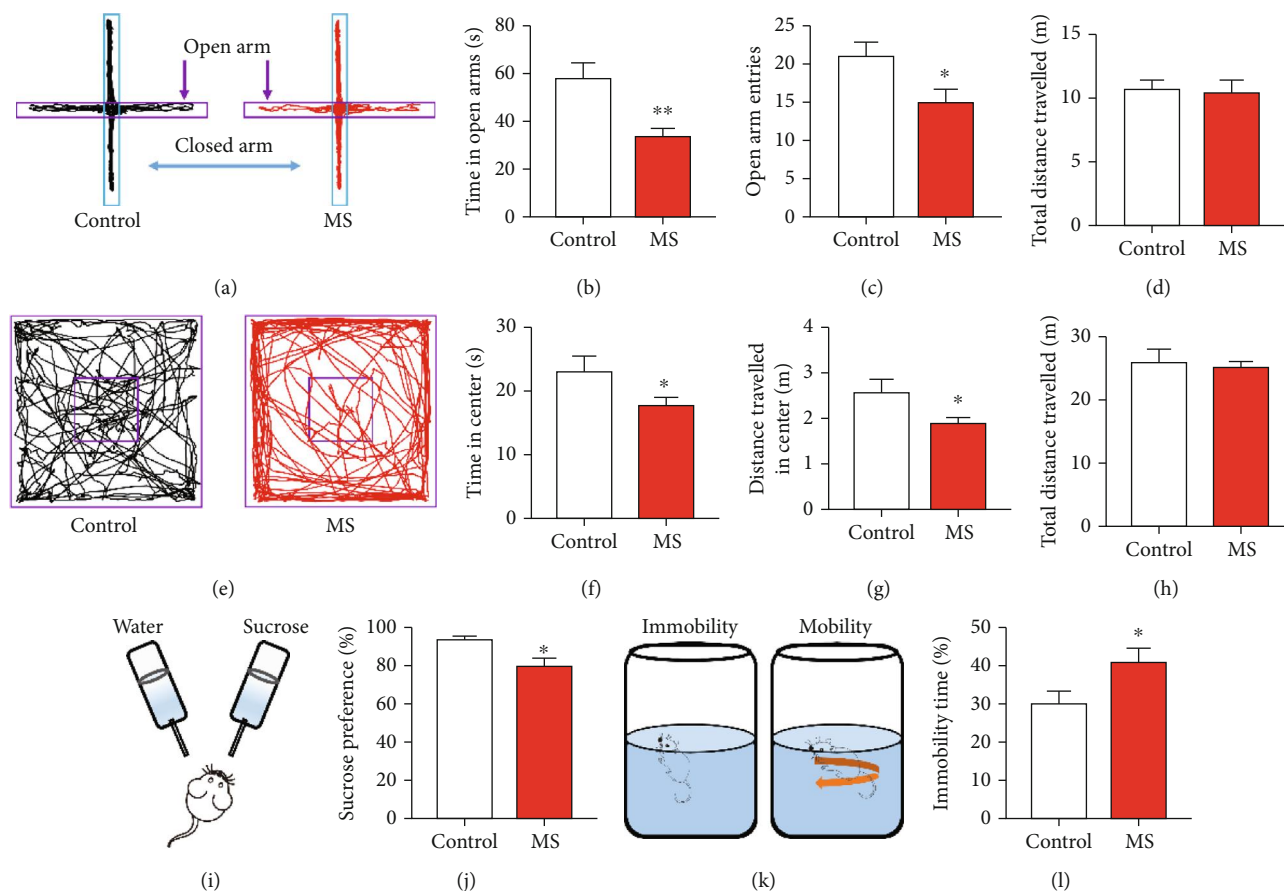 Open arm
Closed arm
Control
MS
(a)
Time in open arms (s)
80
60
40
20
0
**
Control
MS
(b)
Open arm entries
25
20
15
10
5
0
*
Control
MS
(c)
Total distance travelled (m)
15
10
5
0
Control
MS
(d)
Control
MS
(e)
Time in center (s)
30
20
10
0
*
Control
MS
(f)
Distance travelled
in center (m)
4
3
2
1
0
*
Control
MS
(g)
Total distance travelled (m)
30
20
10
0
Control
MS
(h)
Water
Sucrose
(i)
Sucrose preference (%)
100
80
60
40
20
0
*
Control
MS
(j)
Immobility
Mobility
(k)
Immobility time (%)
50
40
30
20
10
0
*
Control
MS
(l)